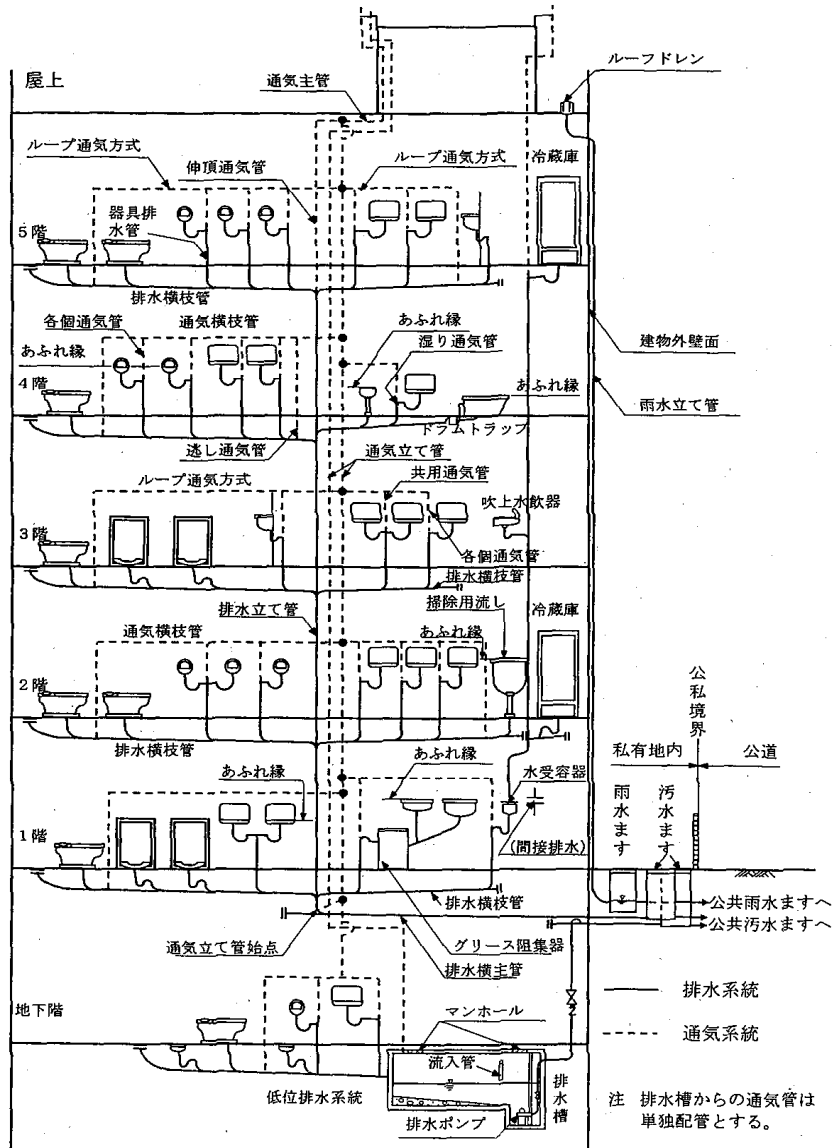 屋上
通気主管
ルーフドレン
ループ通気方式
伸頂通気管
ループ通気方式
冷蔵庫
器具排
水管
5階
排水横枝管
各個通気管
通気横枝管
あふれ縁
湿り通気管
建物外壁面
あふれ縁
あふれ縁
4階
雨水立て管
ドラムトラップ
逃し通気管
通気立て管
ループ通気方式
共用通気管
吹上水飲器
3階
各個通気管
排水横枝管
排水立て管
掃除用流し
冷蔵庫
通気横枝管
あふれ縁
2階
公私境界
排水横枝管
私有地内
公道
あふれ縁
あふれ縁
水受容器
雨水ます
汚水ます
1階
(間接排水)
排水横枝管
公共雨水ますへ
公共汚水ますへ
通気立て管始点
グリース阻集器
排水横主管
排水系統
地下階
マンホール
通気系統
流入管
低位排水系統
排水槽
排水ポンプ
注 排水槽からの通気管は
単独配管とする。